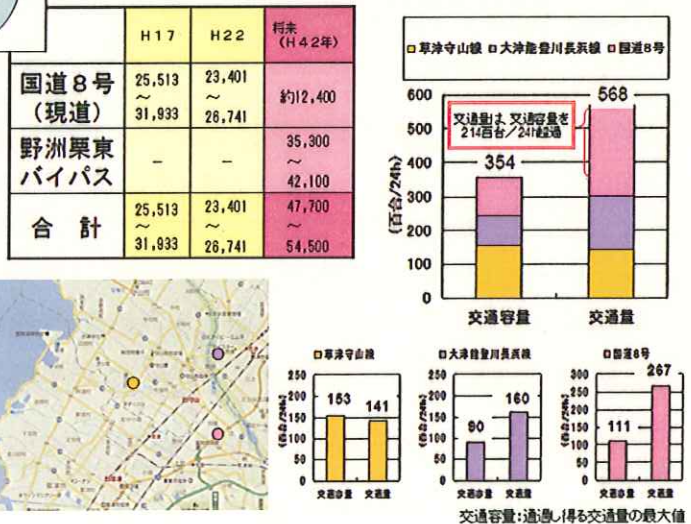 H17 H22 将来
(H42年)
国道8号
(現道)
25,513
~
31,933
23,401
~
26,741
約12,400
野洲栗東
バイパス
-
-
35,300
~
42,100
合 計
25,513
~
31,933
23,401
~
26,741
47,700
~
54,500
草津守山線 大津能登川長浜線 国道8号
(百台/24h)
600
500
400
300
200
100
0
交通量は 交通容量を
214百台/24h超過
354
568
交通容量 交通量
草津守山線
(百台/24h)
250
200
150
100
50
0
153
141
交通容量 交通量
大津能登川長浜線
(百台/24h)
250
200
150
100
50
0
90
160
交通容量 交通量
国道8号
(百台/24h)
300
250
200
150
100
50
0
111
267
交通容量 交通量
交通容量:通過し得る交通量の最大値